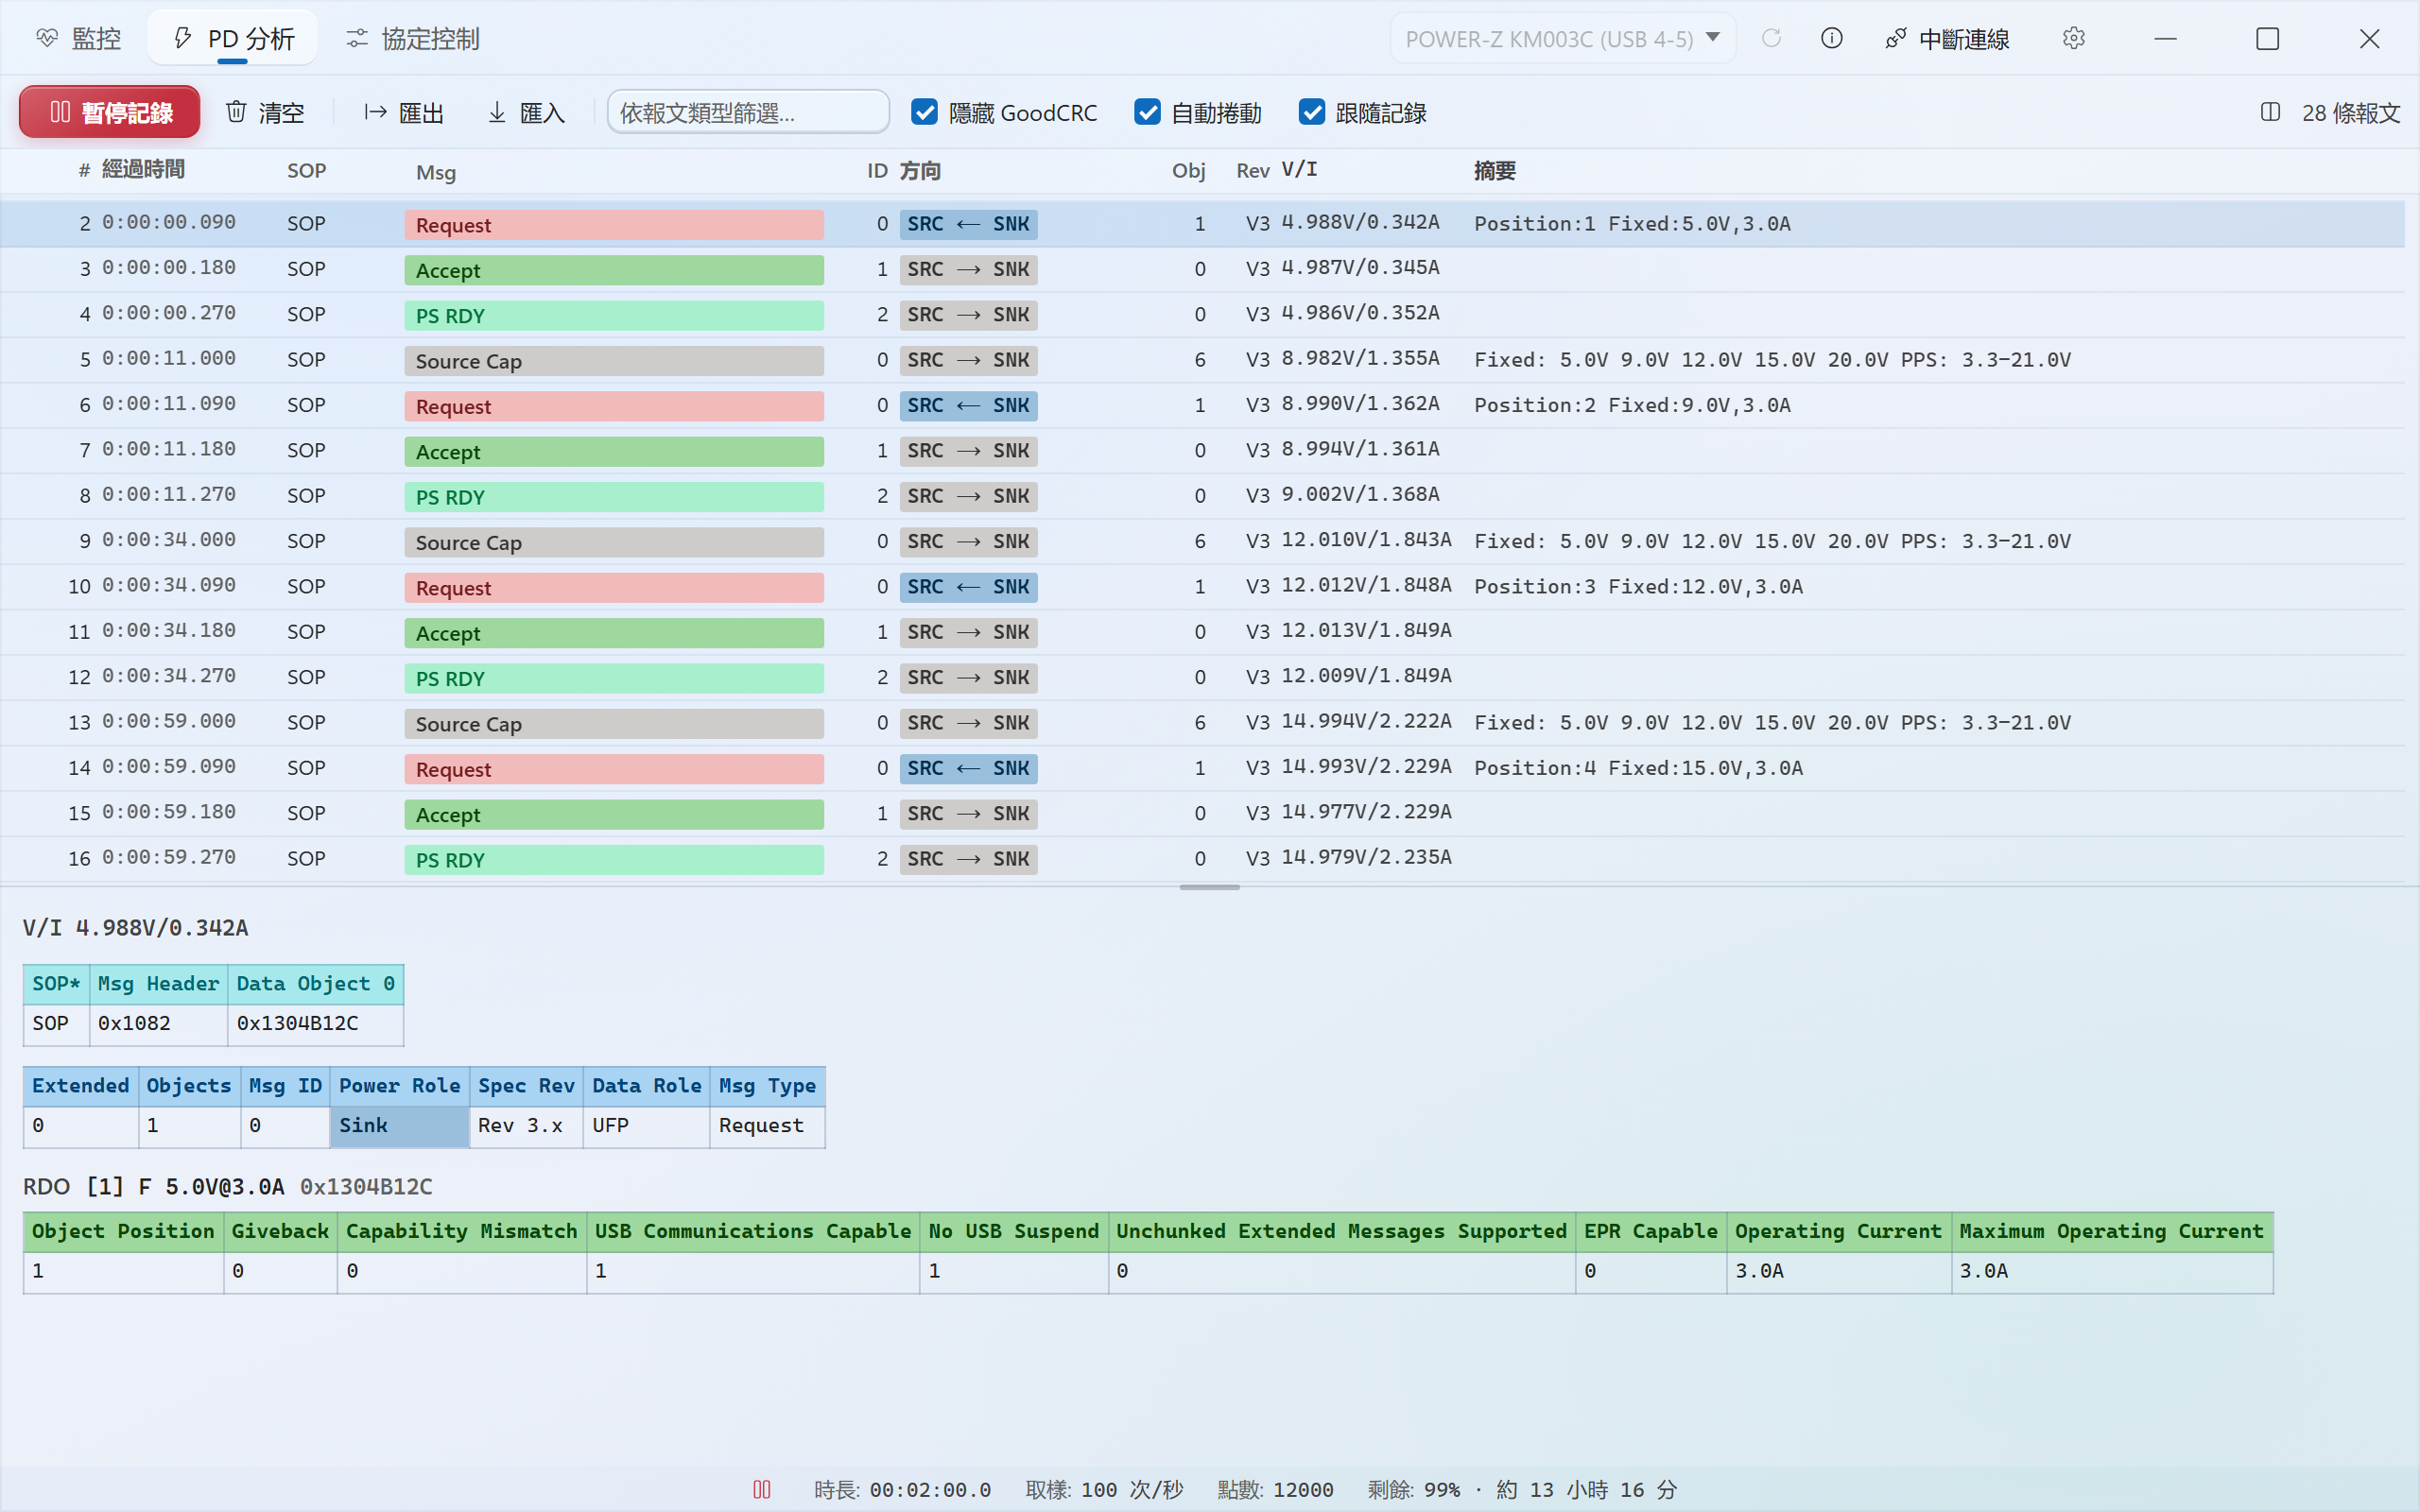 監控 PD 分析 協定控制 POWER-Z KM003C (USB 4-5) 中斷連線
暫停記錄 清空 匯出 匯入 依報文類型篩選... 隱藏 GoodCRC 自動捲動 跟隨記錄 28 條報文
# 經過時間 SOP Msg ID 方向 Obj Rev V/I 摘要
2 0:00:00.090 SOP Request 0 SRC ← SNK 1 V3 4.988V/0.342A Position:1 Fixed:5.0V,3.0A
3 0:00:00.180 SOP Accept 1 SRC → SNK 0 V3 4.987V/0.345A
4 0:00:00.270 SOP PS RDY 2 SRC → SNK 0 V3 4.986V/0.352A
5 0:00:11.000 SOP Source Cap 0 SRC → SNK 6 V3 8.982V/1.355A Fixed: 5.0V 9.0V 12.0V 15.0V 20.0V PPS: 3.3-21.0V
6 0:00:11.090 SOP Request 0 SRC ← SNK 1 V3 8.990V/1.362A Position:2 Fixed:9.0V,3.0A
7 0:00:11.180 SOP Accept 1 SRC → SNK 0 V3 8.994V/1.361A
8 0:00:11.270 SOP PS RDY 2 SRC → SNK 0 V3 9.002V/1.368A
9 0:00:34.000 SOP Source Cap 0 SRC → SNK 6 V3 12.010V/1.843A Fixed: 5.0V 9.0V 12.0V 15.0V 20.0V PPS: 3.3-21.0V
10 0:00:34.090 SOP Request 0 SRC ← SNK 1 V3 12.012V/1.848A Position:3 Fixed:12.0V,3.0A
11 0:00:34.180 SOP Accept 1 SRC → SNK 0 V3 12.013V/1.849A
12 0:00:34.270 SOP PS RDY 2 SRC → SNK 0 V3 12.009V/1.849A
13 0:00:59.000 SOP Source Cap 0 SRC → SNK 6 V3 14.994V/2.222A Fixed: 5.0V 9.0V 12.0V 15.0V 20.0V PPS: 3.3-21.0V
14 0:00:59.090 SOP Request 0 SRC ← SNK 1 V3 14.993V/2.229A Position:4 Fixed:15.0V,3.0A
15 0:00:59.180 SOP Accept 1 SRC → SNK 0 V3 14.977V/2.229A
16 0:00:59.270 SOP PS RDY 2 SRC → SNK 0 V3 14.979V/2.235A
V/I 4.988V/0.342A
SOP* Msg Header Data Object 0
SOP 0x1082 0x1304B12C
Extended Objects Msg ID Power Role Spec Rev Data Role Msg Type
0 1 0 Sink Rev 3.x UFP Request
RDO [1] F 5.0V@3.0A 0x1304B12C
Object Position Giveback Capability Mismatch USB Communications Capable No USB Suspend Unchunked Extended Messages Supported EPR Capable Operating Current Maximum Operating Current
1 0 0 1 1 0 0 3.0A 3.0A
時長: 00:02:00.0 取樣: 100 次/秒 點數: 12000 剩餘: 99% · 約 13 小時 16 分